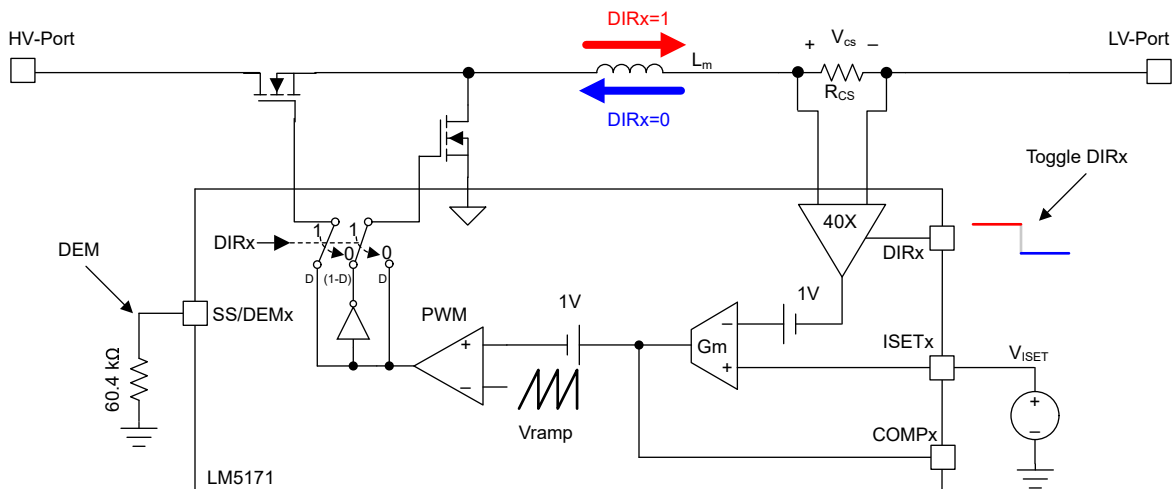 DIRx=1
HV-Port
+ Vcs –
LV-Port
Lm
RCS
DIRx=0
Toggle DIRx
40X
DIRx
1 1
DIRx
0 0
DEM
D (1-D) D
1V
1V
SS/DEMx
PWM
– 
Gm
ISETx
VISET
+
+
–
+
–
60.4 kΩ
Vramp
COMPx
LM5171